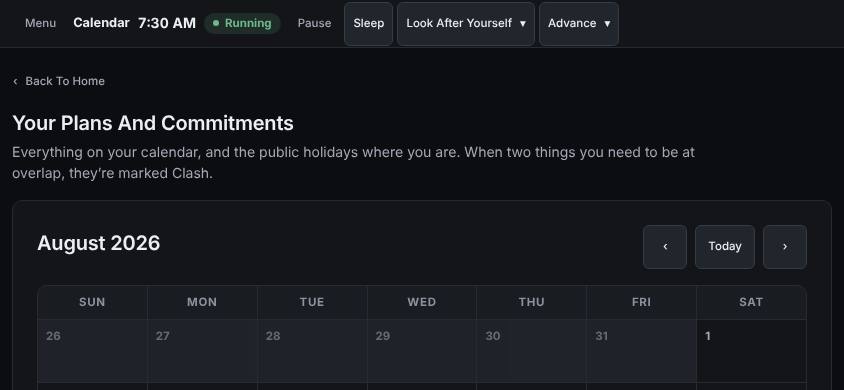 Menu Calendar 7:30 AM Running Pause Sleep Look After Yourself ▾ Advance ▾
‹ Back To Home
Your Plans And Commitments
Everything on your calendar, and the public holidays where you are. When two things you need to be at
overlap, they're marked Clash.
August 2026 ‹ Today ›
SUN MON TUE WED THU FRI SAT
26 27 28 29 30 31 1